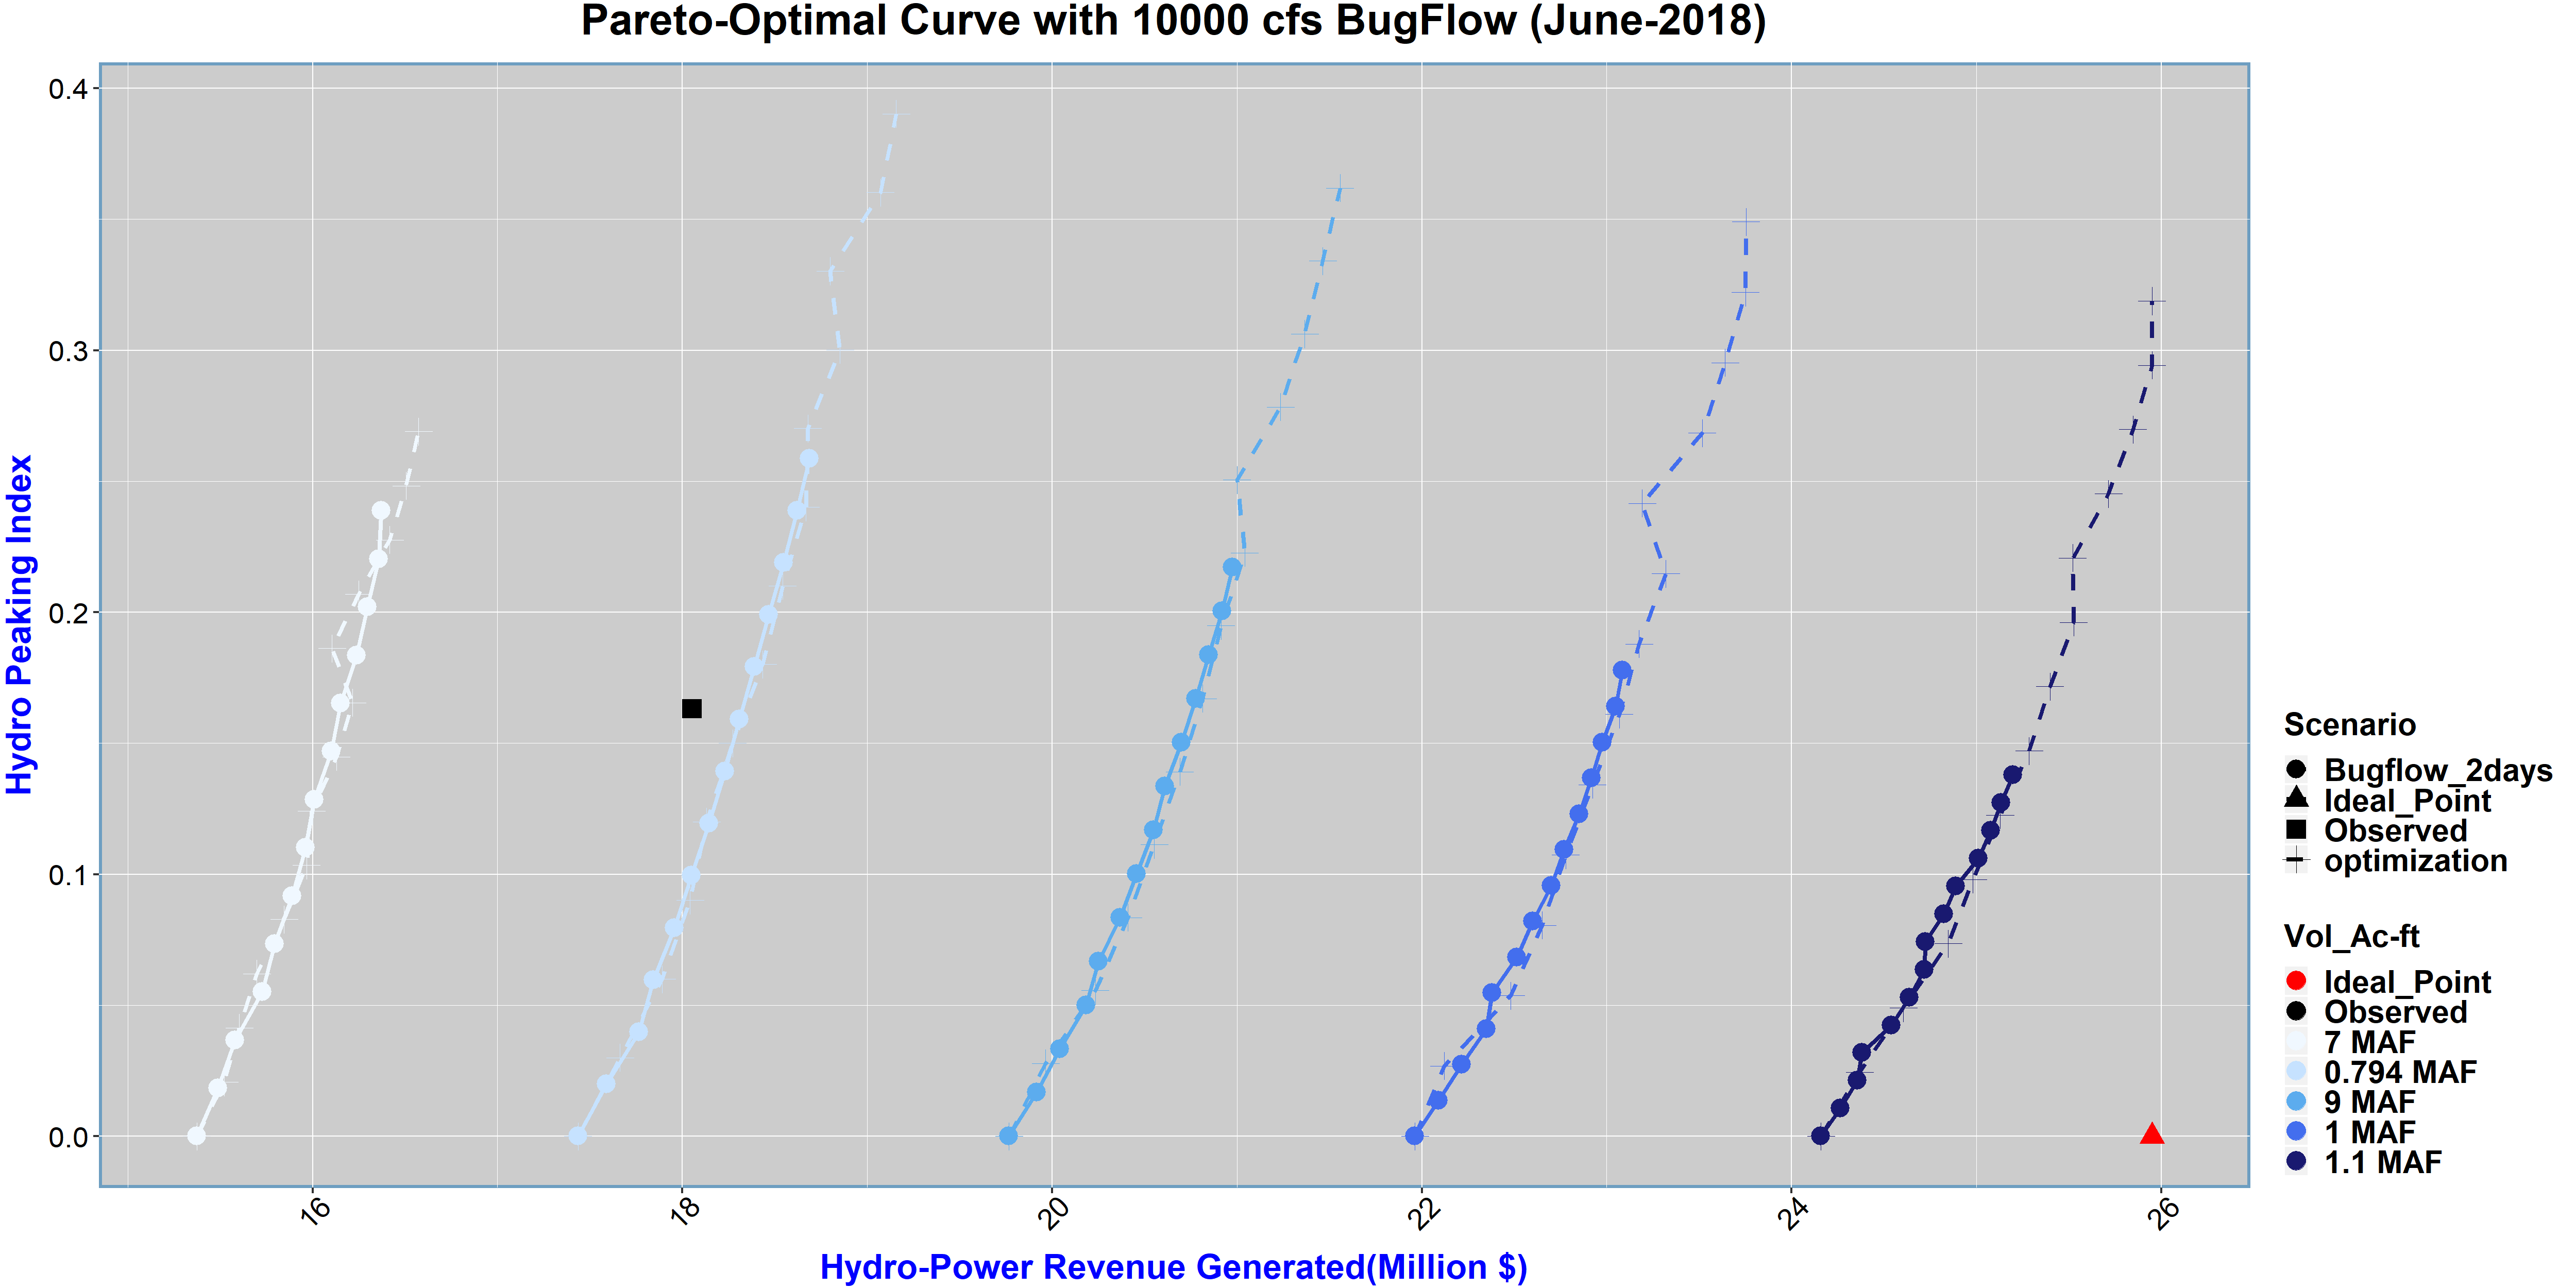 Pareto-Optimal Curve with 10000 cfs BugFlow (June-2018)
Hydro Peaking Index
0.4
0.3
0.2
0.1
0.0
16
18
20
22
24
26
Hydro-Power Revenue Generated(Million $)
Scenario
Bugflow_2days
Ideal_Point
Observed
optimization
Vol_Ac-ft
Ideal_Point
Observed
7 MAF
0.794 MAF
9 MAF
1 MAF
1.1 MAF